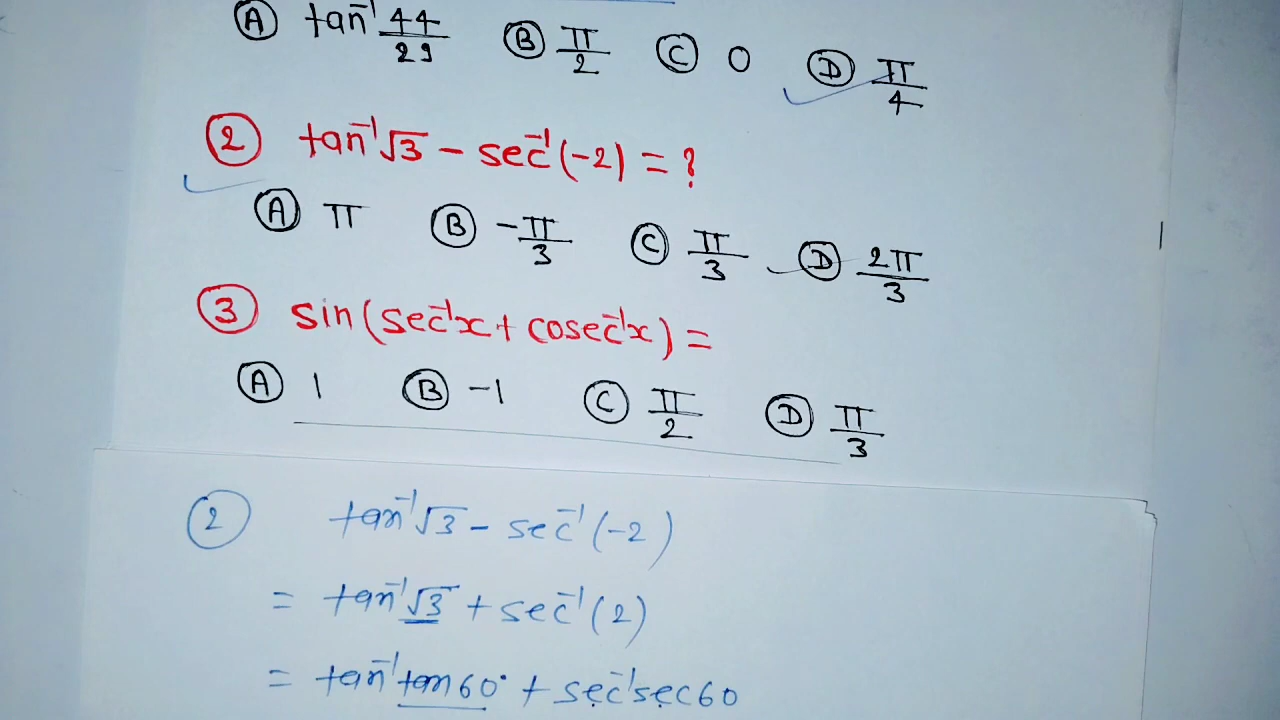 Ⓐ tan⁻¹ 44/29 Ⓑ π/2 Ⓒ 0 Ⓓ π/4
② tan⁻¹√3 - sec⁻¹(-2) = ?
Ⓐ π Ⓑ -π/3 Ⓒ π/3 Ⓓ 2π/3
③ sin(sec⁻¹x + cosec⁻¹x) =
Ⓐ 1 Ⓑ -1 Ⓒ π/2 Ⓓ π/3
② tan⁻¹√3 - sec⁻¹(-2)
= tan⁻¹√3 + sec⁻¹(2)
= tan⁻¹tan60° + sec⁻¹sec60